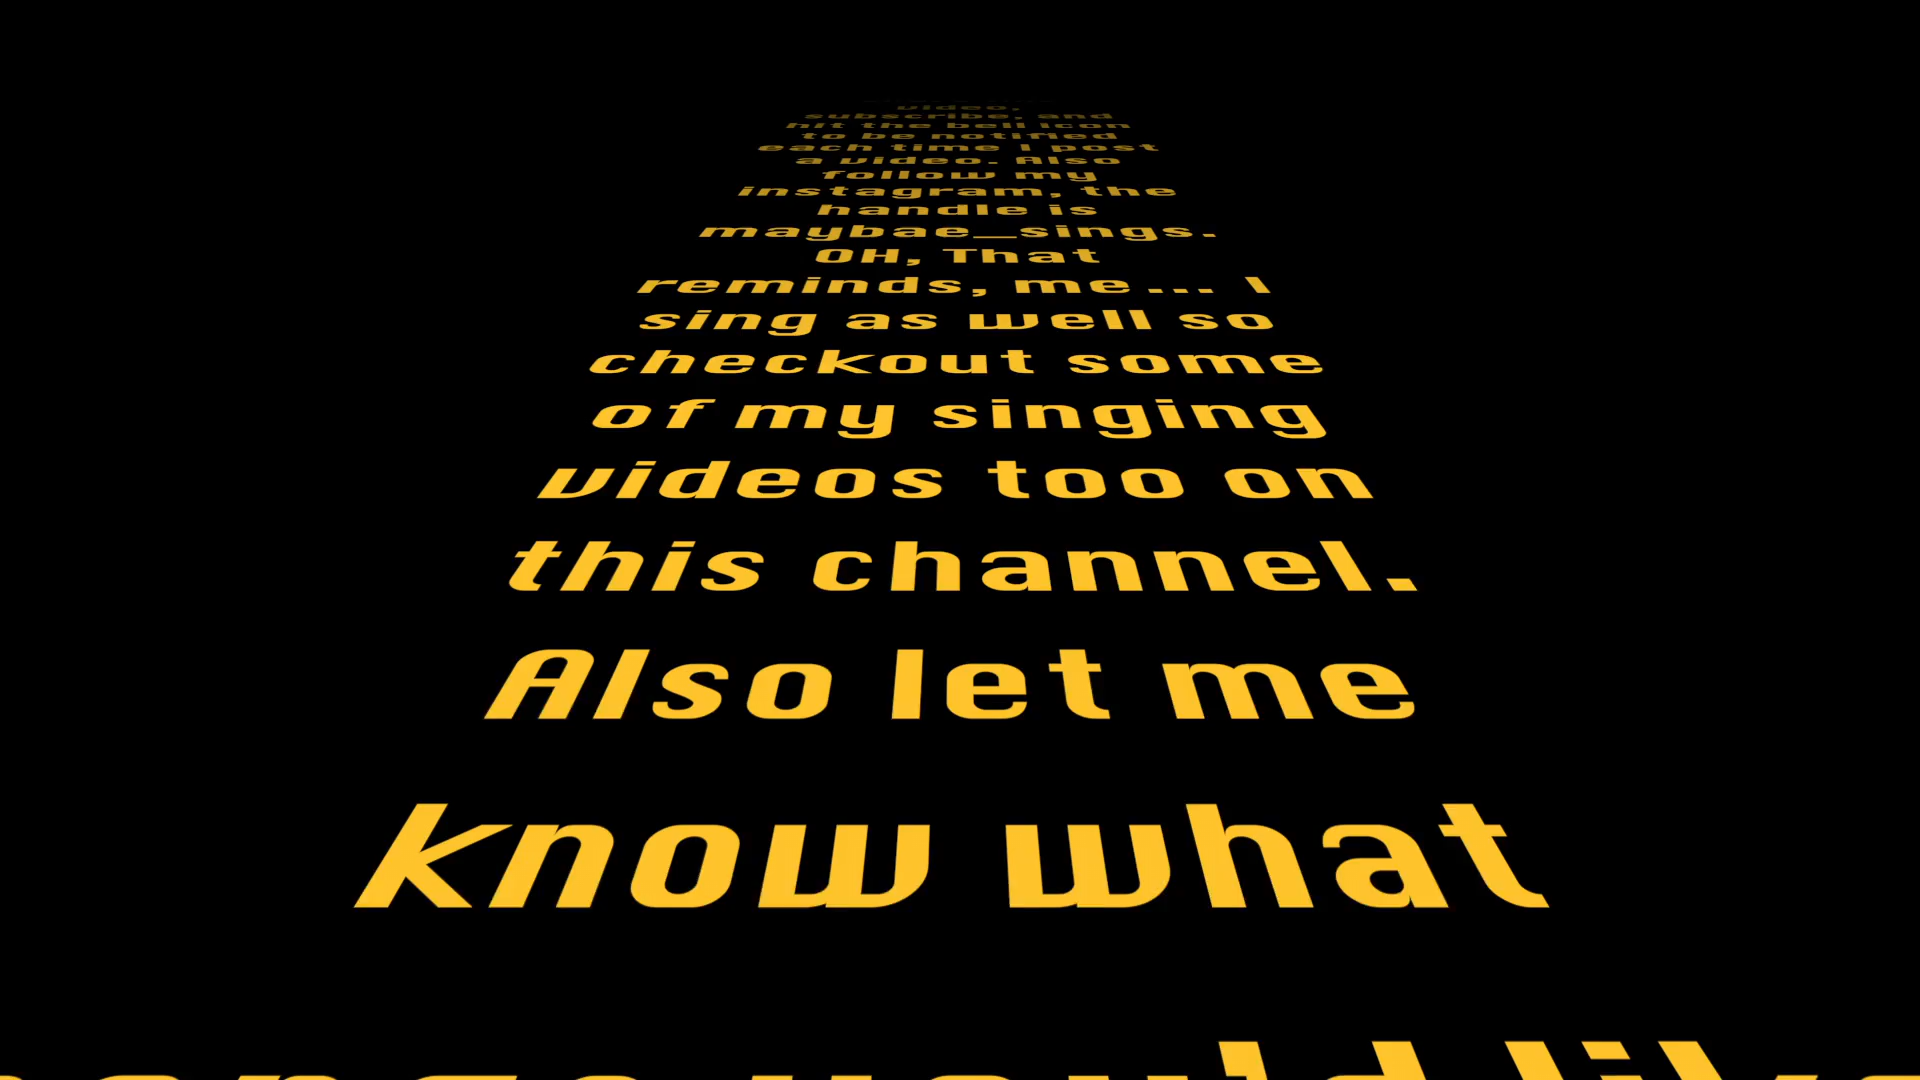 video,
subscribe, and
hit the bell icon
to be notified
each time I post
a video. Also
follow my
instagram, the
handle is
maybae_sings.
OH, That
reminds, me... I
sing as well so
checkout some
of my singing
videos too on
this channel.
Also let me
know what